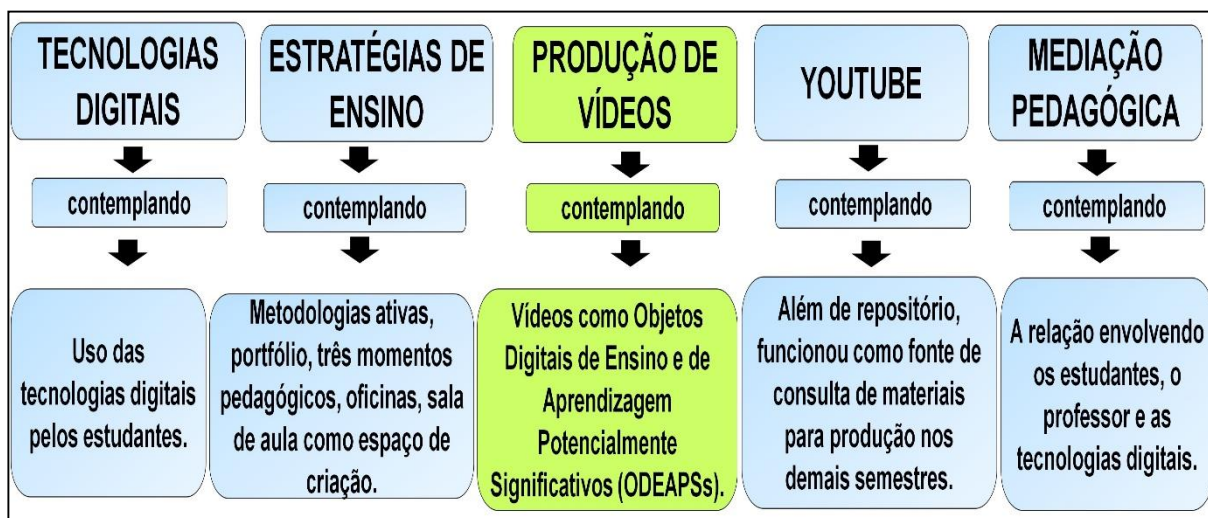 TECNOLOGIAS
DIGITAIS
contemplando
Uso das
tecnologias digitais
pelos estudantes.
ESTRATÉGIAS DE
ENSINO
contemplando
Metodologias ativas,
portfólio, três momentos
pedagógicos, oficinas, sala
de aula como espaço de
criação.
PRODUÇÃO DE
VÍDEOS
contemplando
Vídeos como Objetos
Digitais de Ensino e de
Aprendizagem
Potencialmente
Significativos (ODEAPSs).
YOUTUBE
contemplando
Além de repositório,
funcionou como fonte de
consulta de materiais
para produção nos
demais semestres.
MEDIAÇÃO
PEDAGÓGICA
contemplando
A relação envolvendo
os estudantes, o
professor e as
tecnologias digitais.